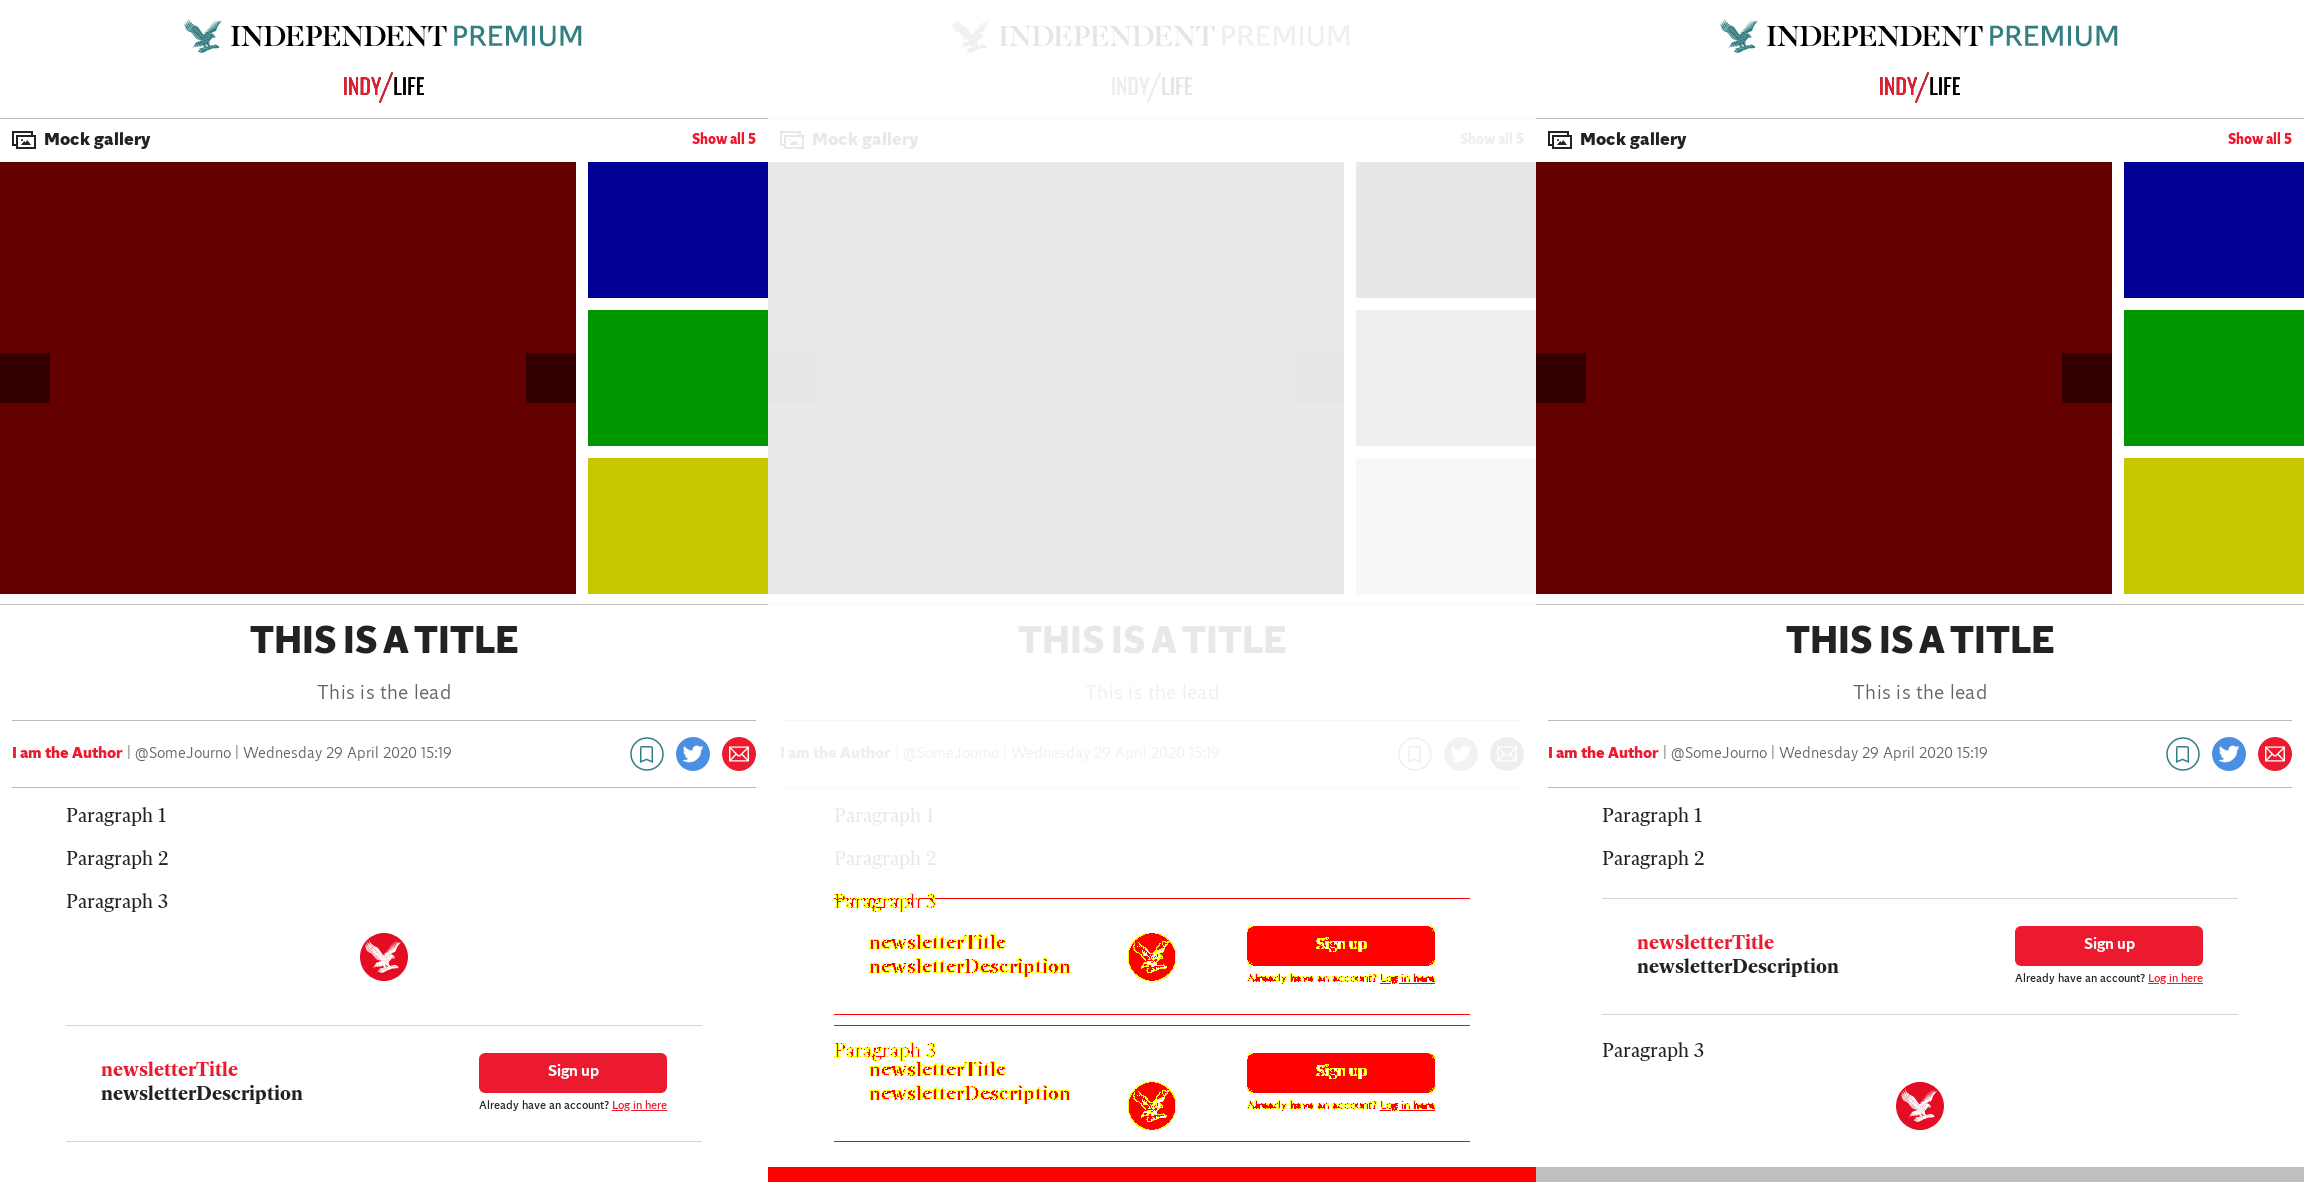 INDEPENDENT PREMIUM
INDY/LIFE
Mock gallery
Show all 5
THIS IS A TITLE
This is the lead
I am the Author | @SomeJourno | Wednesday 29 April 2020 15:19
Paragraph 1
Paragraph 2
Paragraph 3
newsletterTitle
newsletterDescription
Sign up
Already have an account? Log in here
INDEPENDENT PREMIUM
INDY/LIFE
Mock gallery
Show all 5
THIS IS A TITLE
This is the lead
I am the Author | @SomeJourno | Wednesday 29 April 2020 15:19
Paragraph 1
Paragraph 2
Paragraph 3
newsletterTitle
newsletterDescription
Sign up
Already have an account? Log in here
Paragraph 3
newsletterTitle
newsletterDescription
Sign up
Already have an account? Log in here
INDEPENDENT PREMIUM
INDY/LIFE
Mock gallery
Show all 5
THIS IS A TITLE
This is the lead
I am the Author | @SomeJourno | Wednesday 29 April 2020 15:19
Paragraph 1
Paragraph 2
newsletterTitle
newsletterDescription
Sign up
Already have an account? Log in here
Paragraph 3